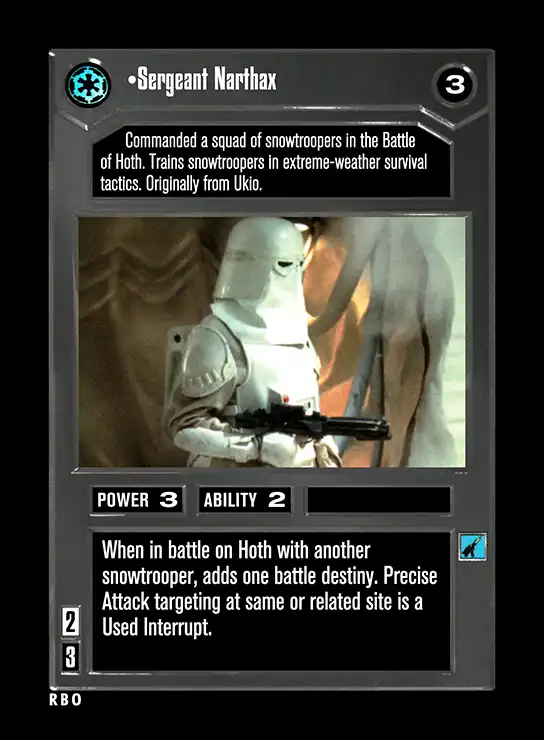 •Sergeant Narthax
3
Commanded a squad of snowtroopers in the Battle
of Hoth. Trains snowtroopers in extreme-weather survival
tactics. Originally from Ukio.
POWER 3 ABILITY 2
When in battle on Hoth with another
snowtrooper, adds one battle destiny. Precise
Attack targeting at same or related site is a
Used Interrupt.
2
3
RBO